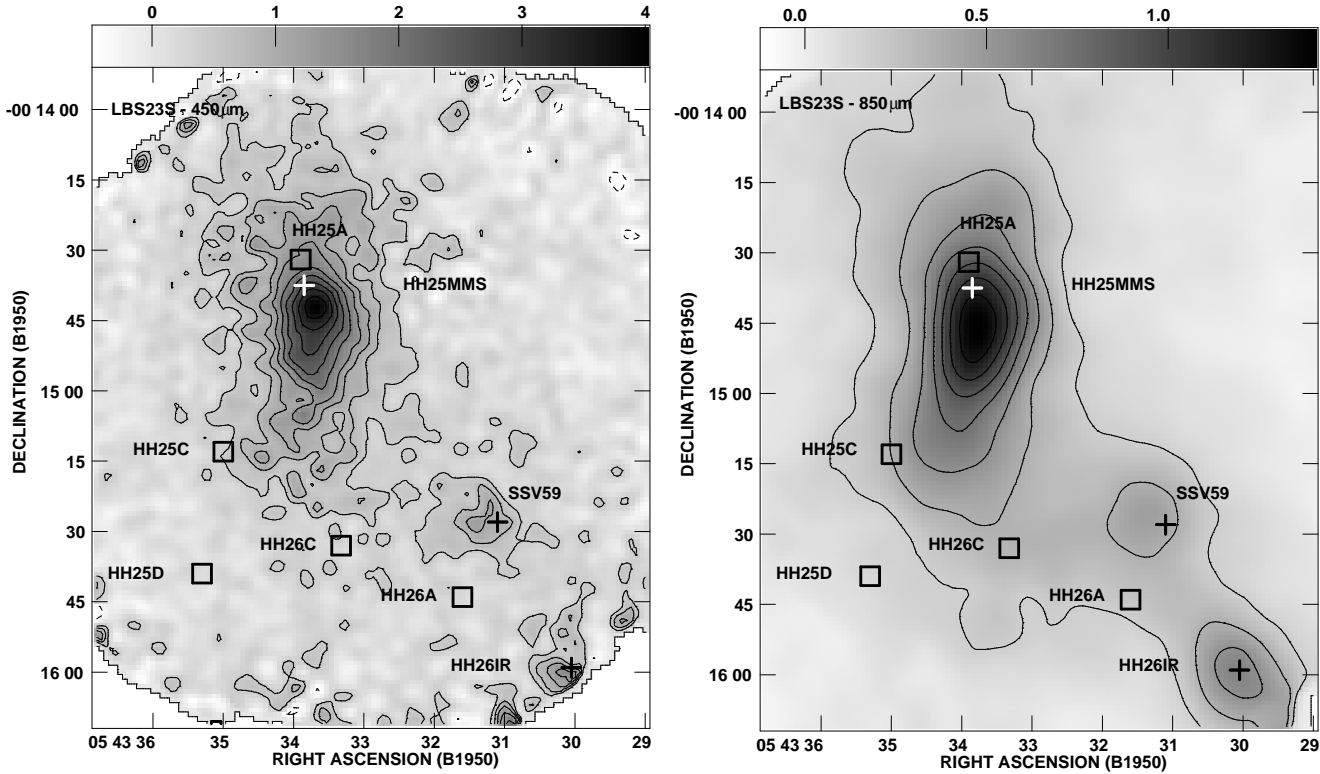 0 1 2 3 4
LBS23S - 450μm
-00 14 00
15
30
45
15 00
15
30
45
16 00
HH25A
HH25MMS
HH25C
SSV59
HH26C
HH25D
HH26A
HH26IR
DECLINATION (B1950)
05 43 36 35 34 33 32 31 30 29
RIGHT ASCENSION (B1950)
0.0 0.5 1.0
LBS23S - 850μm
-00 14 00
15
30
45
15 00
15
30
45
16 00
HH25A
HH25MMS
HH25C
SSV59
HH26C
HH25D
HH26A
HH26IR
DECLINATION (B1950)
05 43 36 35 34 33 32 31 30 29
RIGHT ASCENSION (B1950)